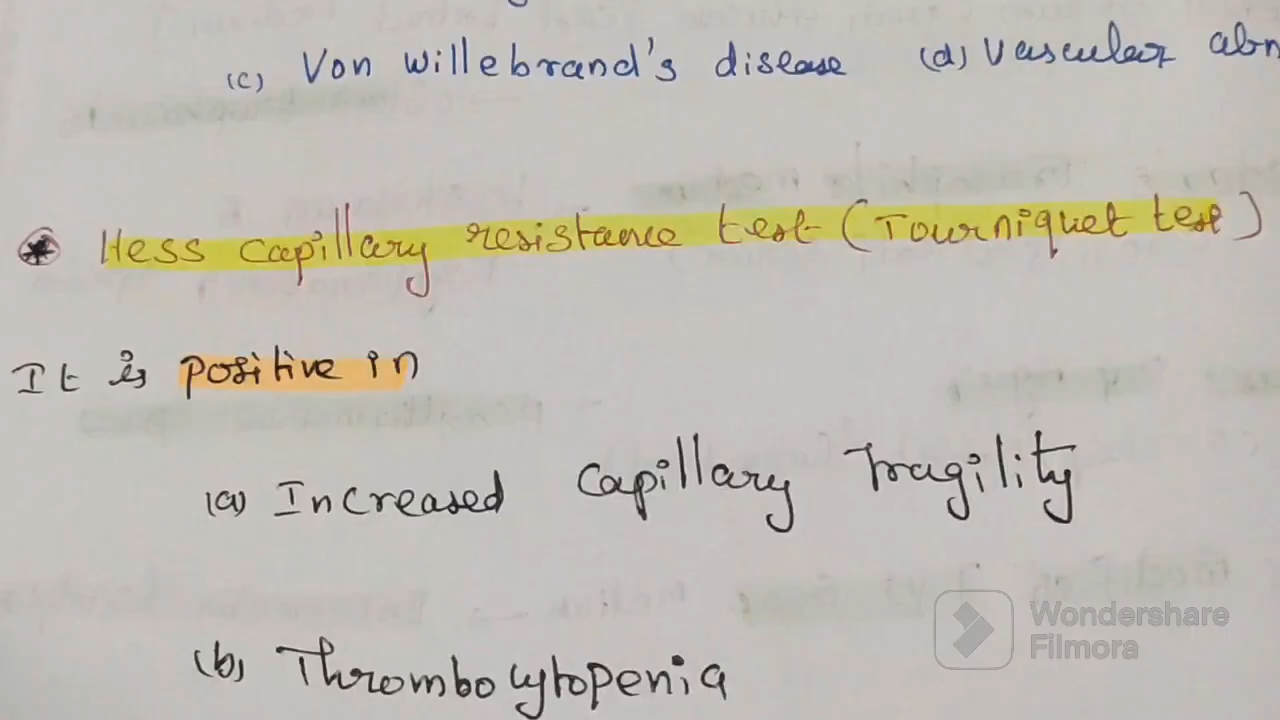 (c) Von willebrand's disease (d) Vascular abn
* Hess capillary resistance test (Tourniquet test)
It is positive in
(a) Increased capillary fragility
(b) Thrombocytopenia
Wondershare
Filmora